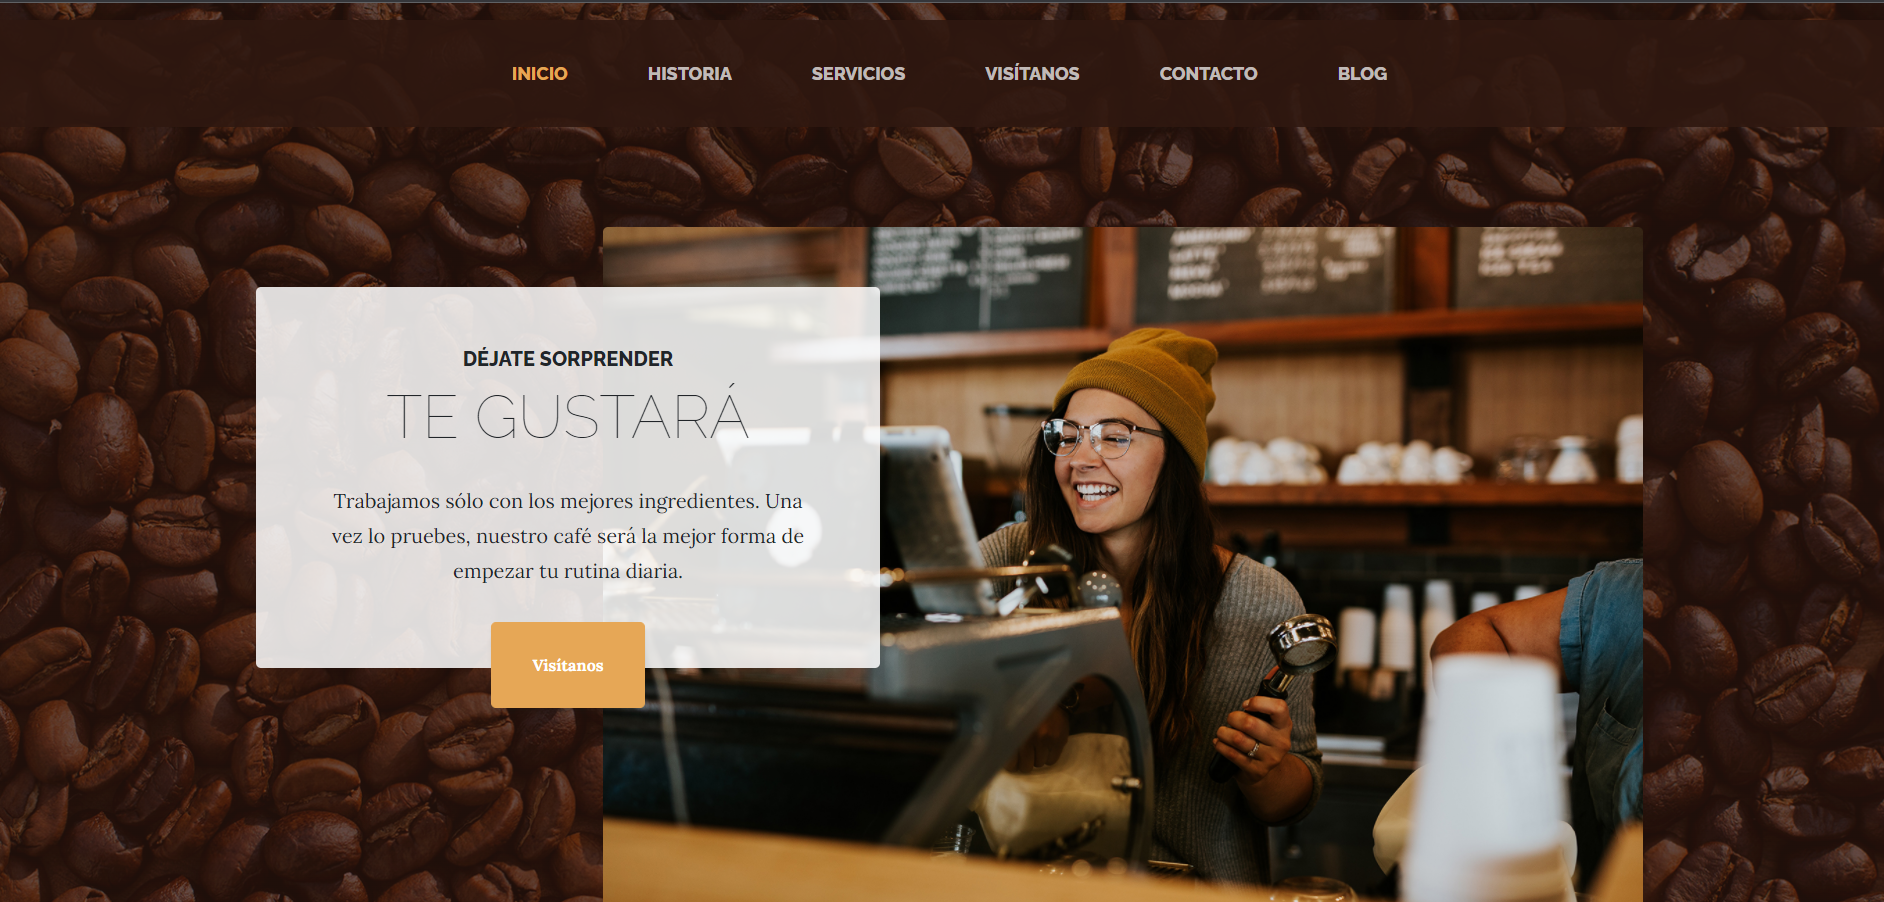 INICIO HISTORIA SERVICIOS VISÍTANOS CONTACTO BLOG
DÉJATE SORPRENDER
TE GUSTARÁ
Trabajamos sólo con los mejores ingredientes. Una
vez lo pruebes, nuestro café será la mejor forma de
empezar tu rutina diaria.
Visítanos